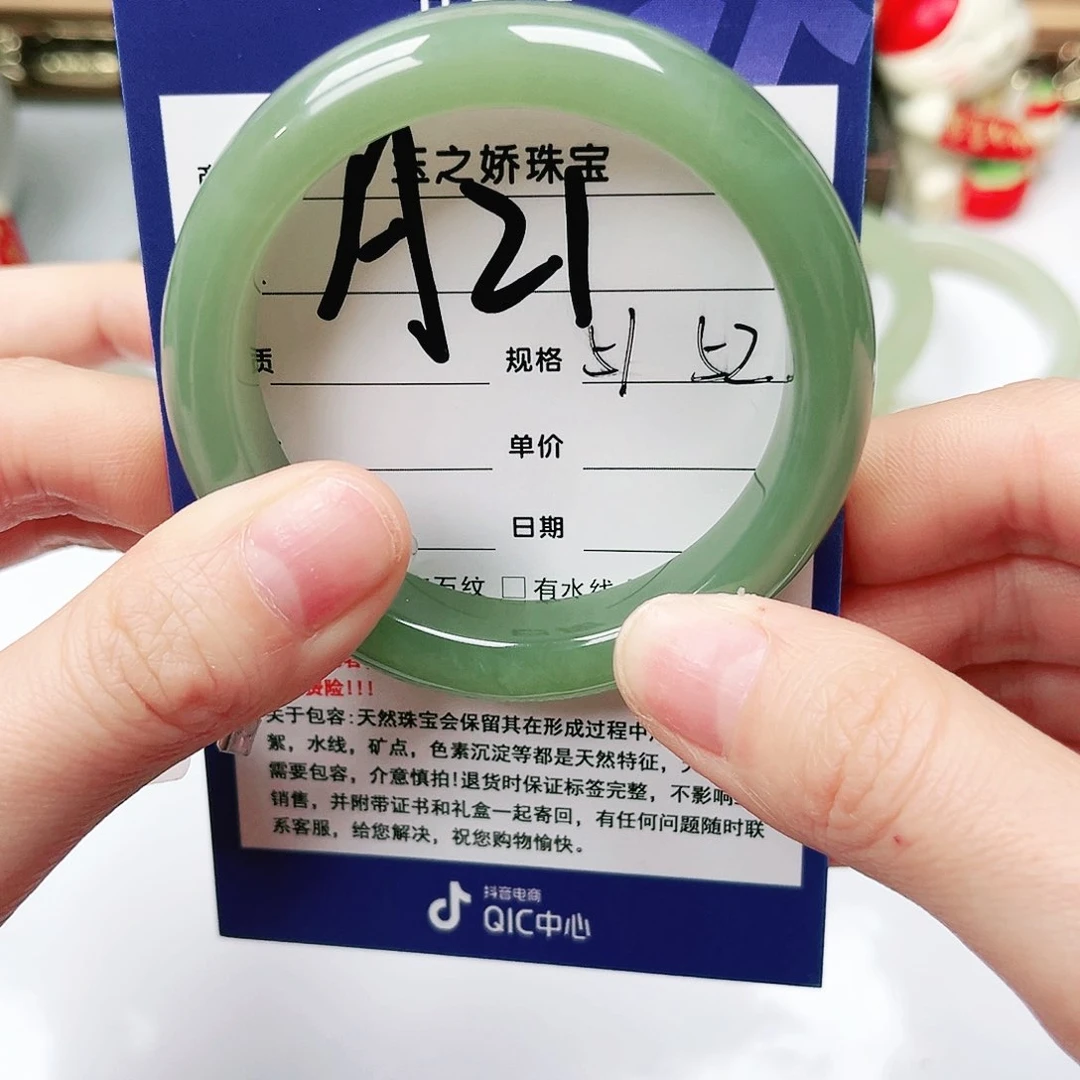 玉之娇珠宝
A21
质 规格 51 52
单价
日期
石纹 □有水线
费险!!!
关于包容:天然珠宝会保留其在形成过程中
絮,水线,矿点,色素沉淀等都是天然特征,
需要包容,介意慎拍!退货时保证标签完整,不影响
销售,并附带证书和礼盒一起寄回,有任何问题随时联
系客服,给您解决,祝您购物愉快。
抖音电商
QIC中心